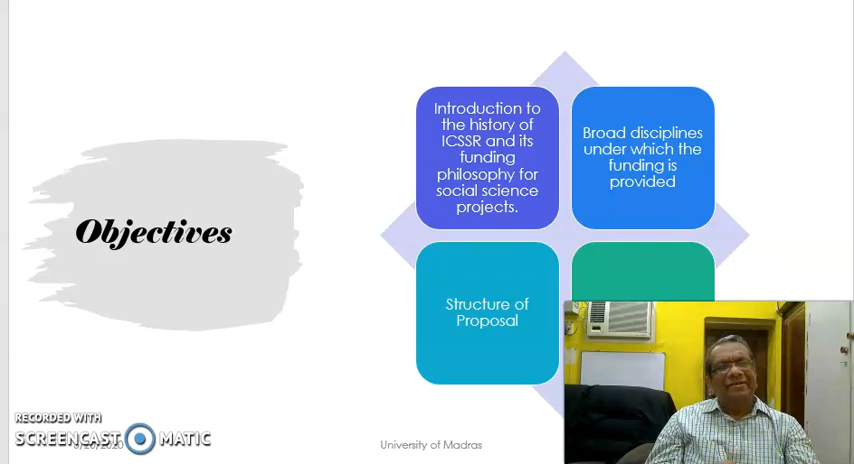 Objectives
Introduction to
the history of
ICSSR and its
funding
philosophy for
social science
projects.
Broad disciplines
under which the
funding is
provided
Structure of
Proposal
RECORDED WITH
SCREENCAST MATIC
University of Madras